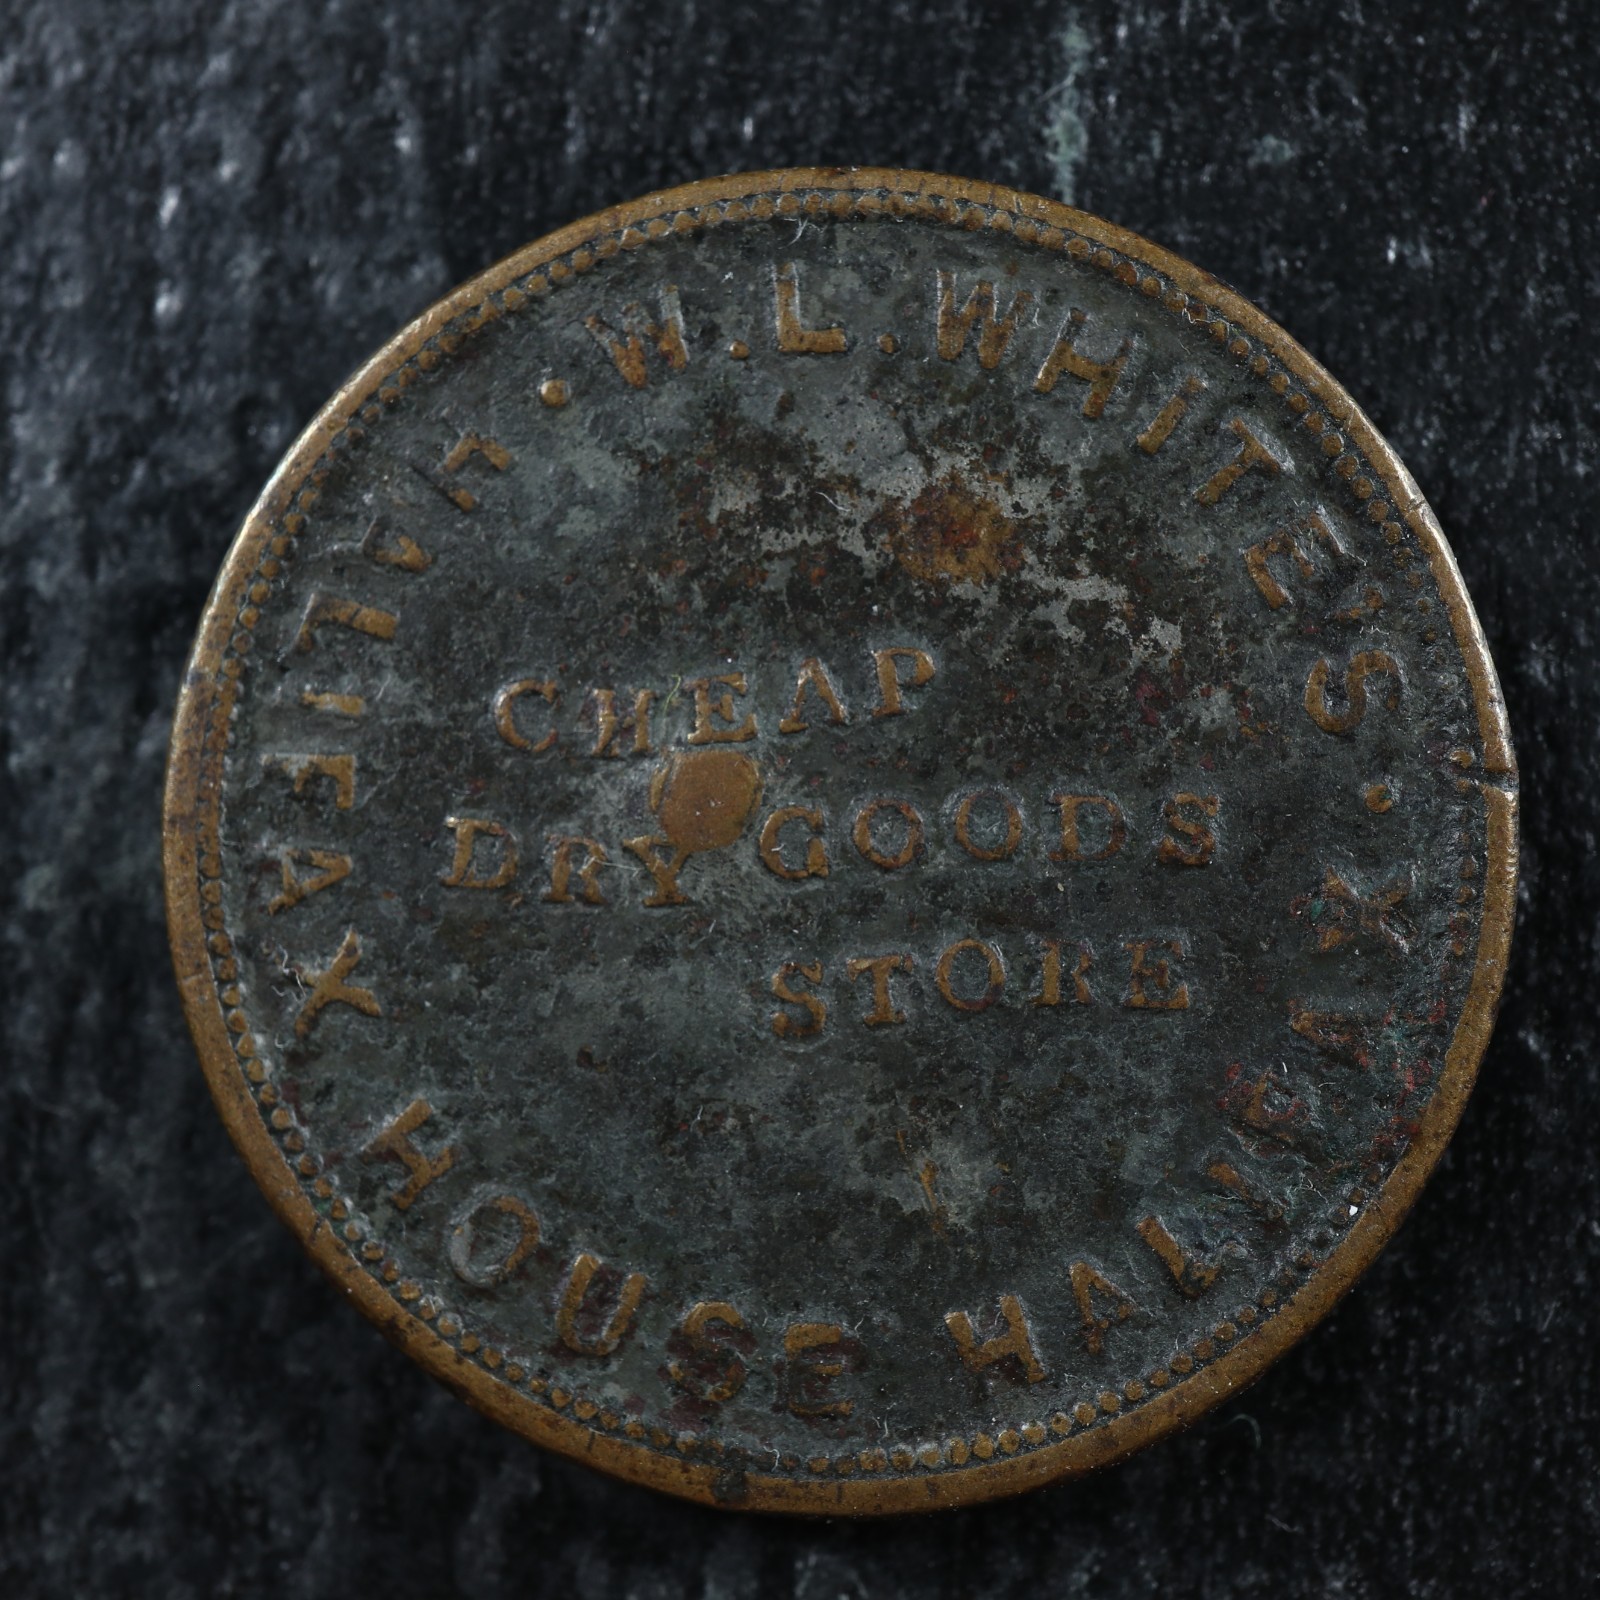 W.L.WHITE'S
HALIFAX HOUSE HALIFAX
CHEAP
DRY GOODS
STORE